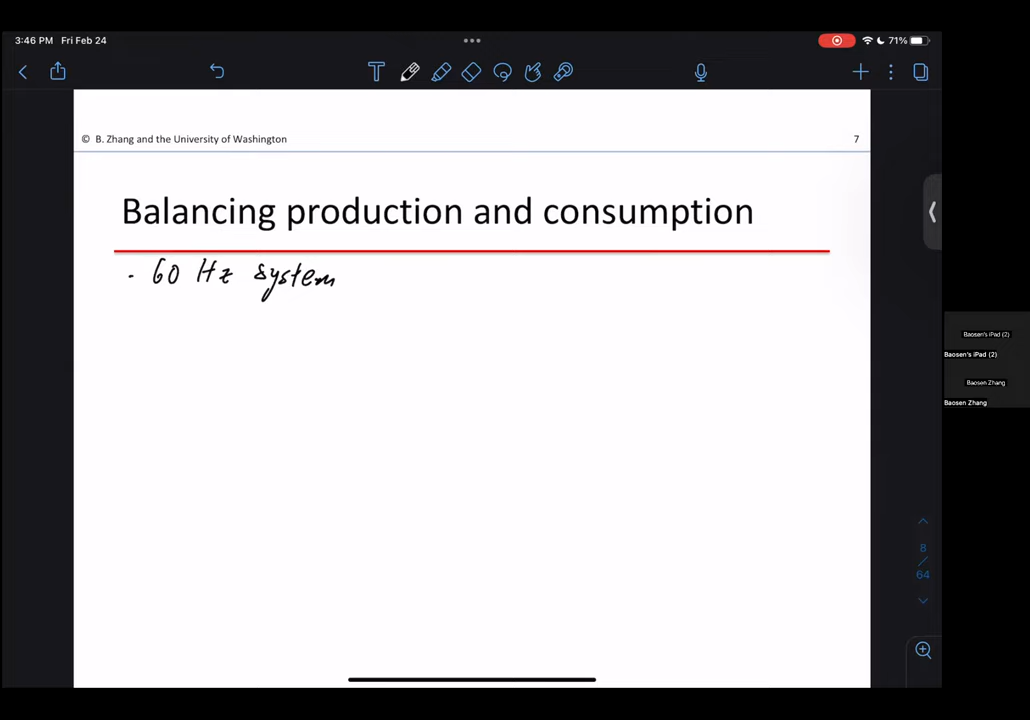 3:46 PM Fri Feb 24
71%
© B. Zhang and the University of Washington
7
Balancing production and consumption
· 60 Hz system
Baosen's iPad (2)
Baosen's iPad (2)
Baosen Zhang
Baosen Zhang
8
/
64